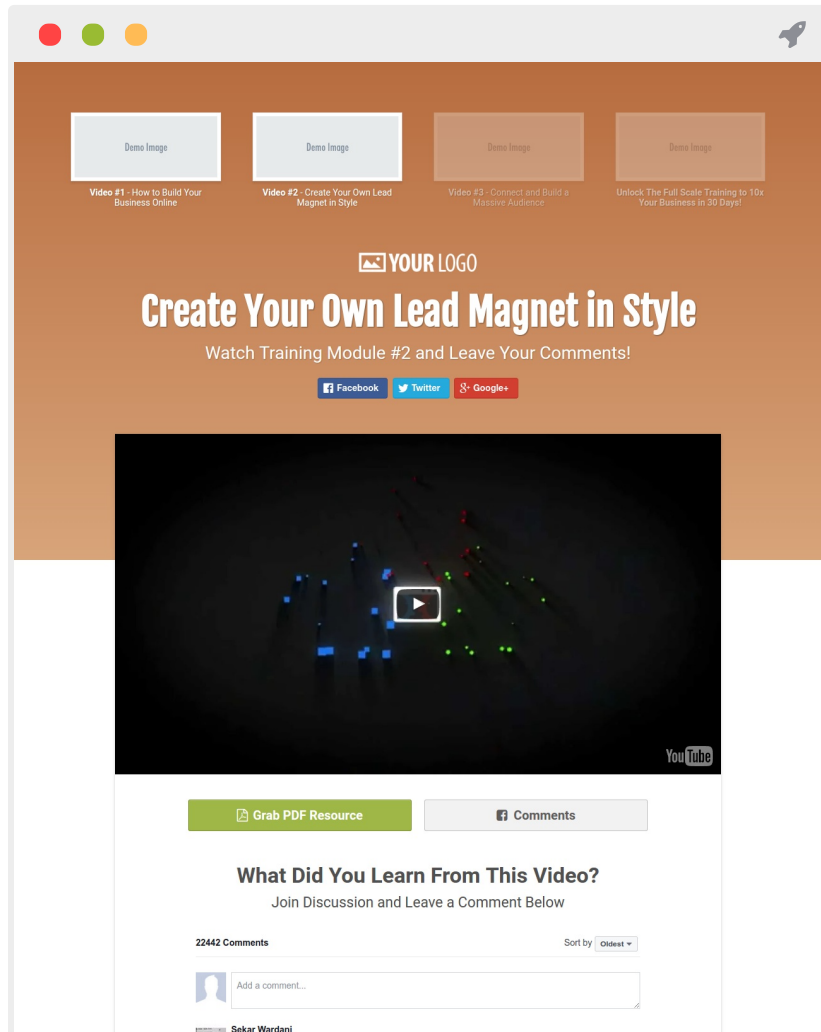 Demo Image
Demo Image
Demo Image
Demo Image
Video #1 - How to Build Your
Business Online
Video #2 - Create Your Own Lead
Magnet in Style
Video #3 - Connect and Build a
Massive Audience
Unlock The Full Scale Training to 10x
Your Business in 30 Days!
YOUR LOGO
Create Your Own Lead Magnet in Style
Watch Training Module #2 and Leave Your Comments!
Facebook
Twitter
Google+
YouTube
Grab PDF Resource
Comments
What Did You Learn From This Video?
Join Discussion and Leave a Comment Below
22442 Comments
Sort by Oldest
Add a comment...
Sekar Wardani